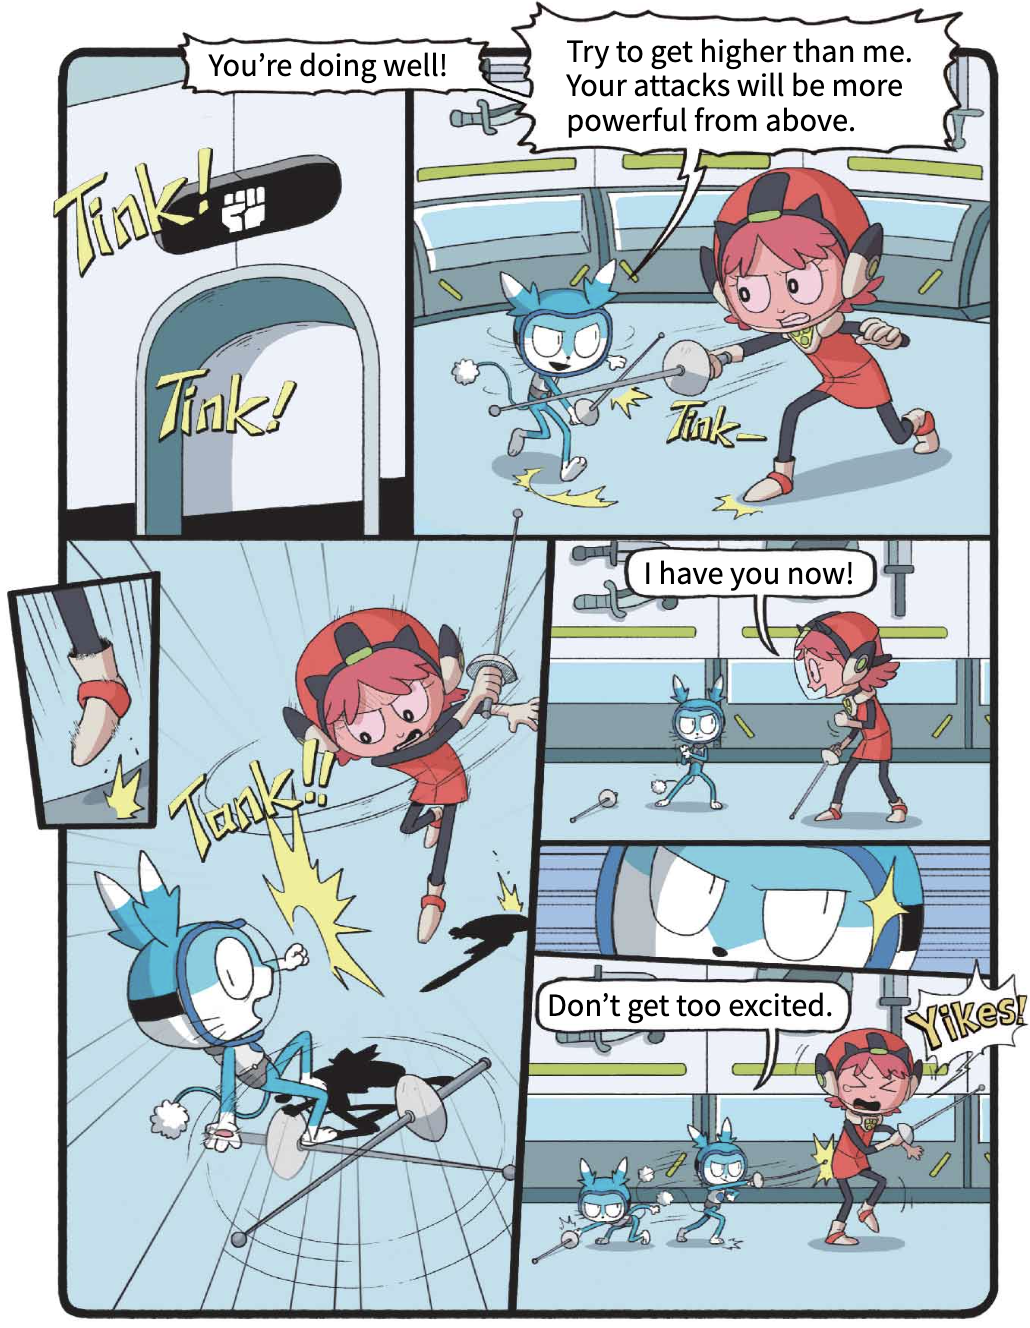 You're doing well!
Try to get higher than me.
Your attacks will be more
powerful from above.
Tink!
Tink!
Tink–
Tank!!
I have you now!
Don't get too excited.
Yikes!